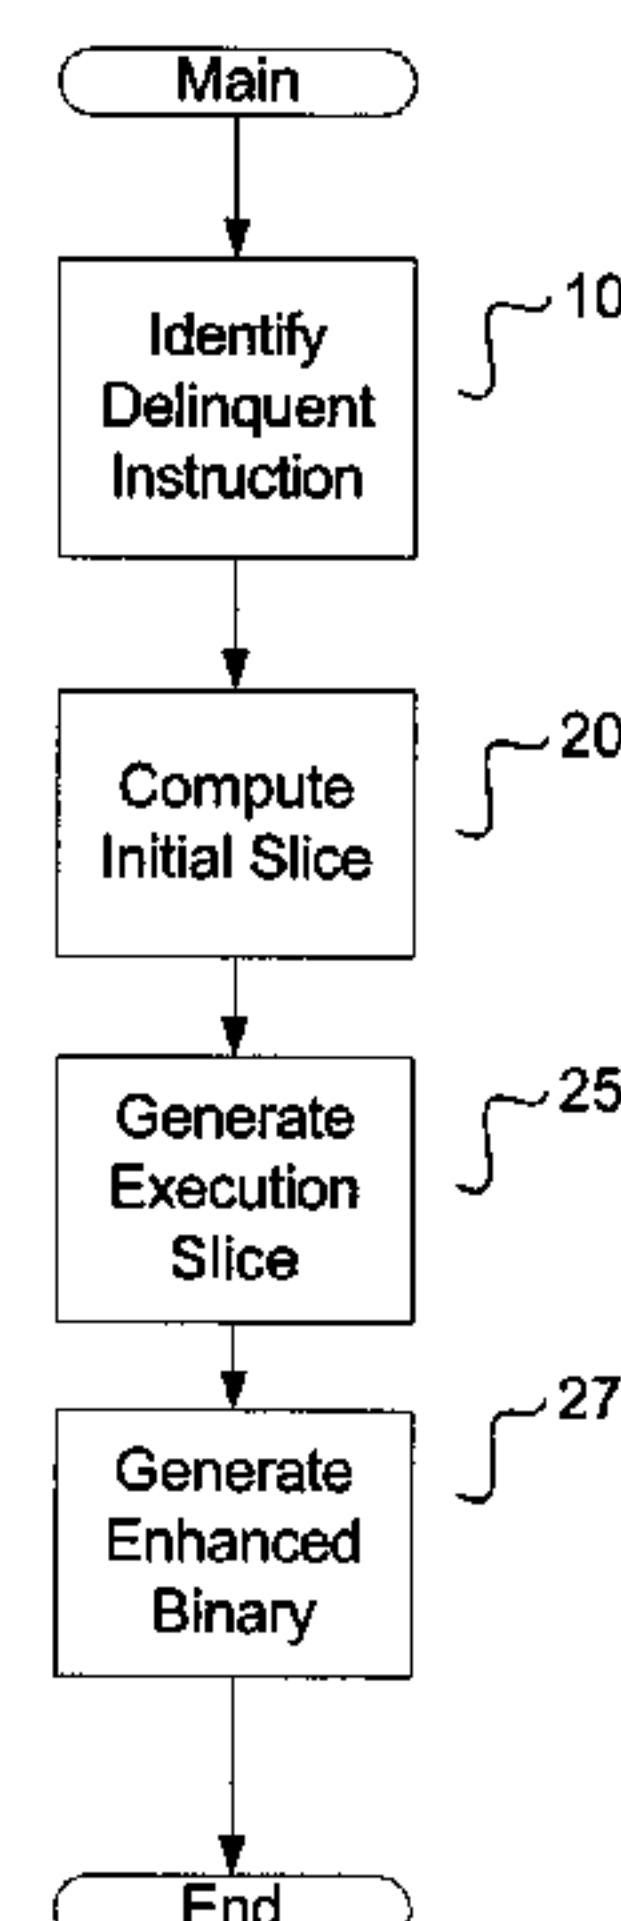 Main
10
Identify
Delinquent
Instruction
20
Compute
Initial Slice
25
Generate
Execution
Slice
27
Generate
Enhanced
Binary
End